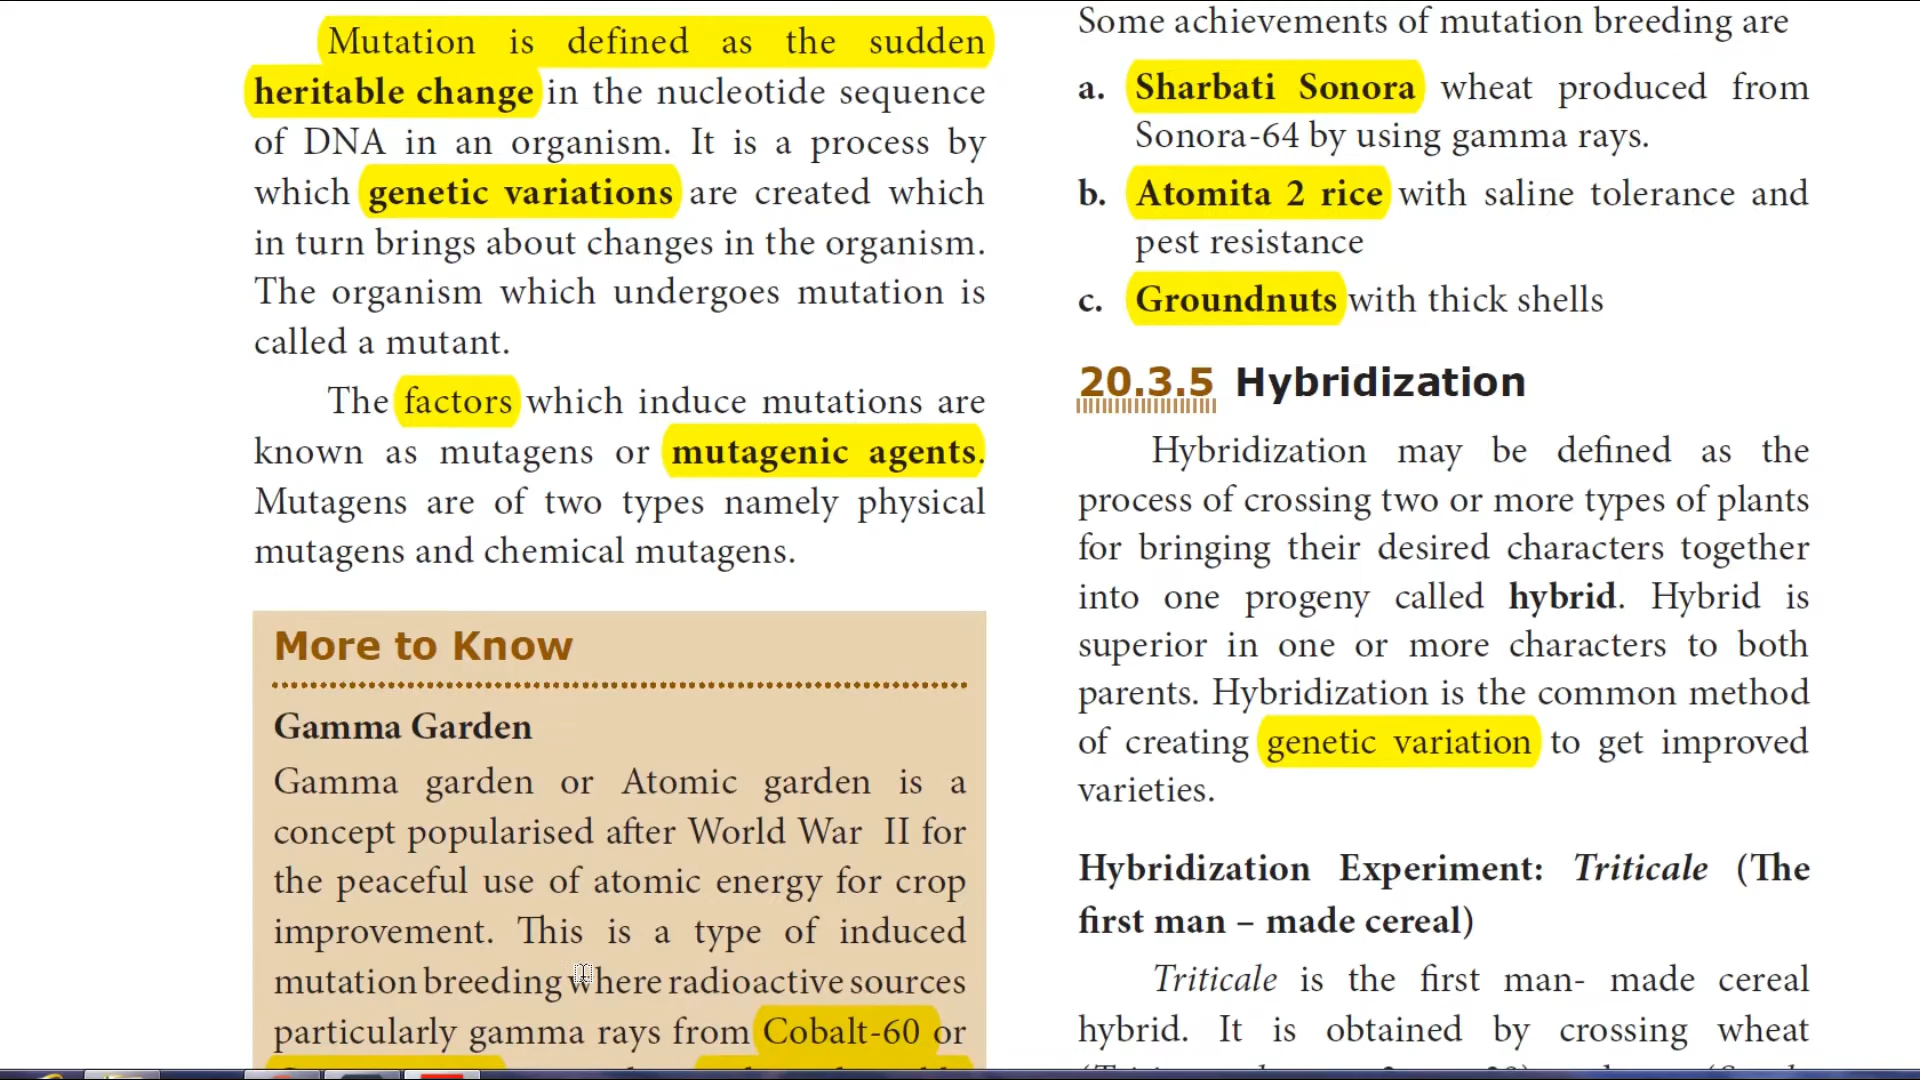 Mutation is defined as the sudden
heritable change in the nucleotide sequence
of DNA in an organism. It is a process by
which genetic variations are created which
in turn brings about changes in the organism.
The organism which undergoes mutation is
called a mutant.
The factors which induce mutations are
known as mutagens or mutagenic agents.
Mutagens are of two types namely physical
mutagens and chemical mutagens.
More to Know
Gamma Garden
Gamma garden or Atomic garden is a
concept popularised after World War II for
the peaceful use of atomic energy for crop
improvement. This is a type of induced
mutation breeding where radioactive sources
particularly gamma rays from Cobalt-60 or
Some achievements of mutation breeding are
a. Sharbati Sonora wheat produced from
Sonora-64 by using gamma rays.
b. Atomita 2 rice with saline tolerance and
pest resistance
c. Groundnuts with thick shells
20.3.5 Hybridization
Hybridization may be defined as the
process of crossing two or more types of plants
for bringing their desired characters together
into one progeny called hybrid. Hybrid is
superior in one or more characters to both
parents. Hybridization is the common method
of creating genetic variation to get improved
varieties.
Hybridization Experiment: Triticale (The
first man – made cereal)
Triticale is the first man- made cereal
hybrid. It is obtained by crossing wheat